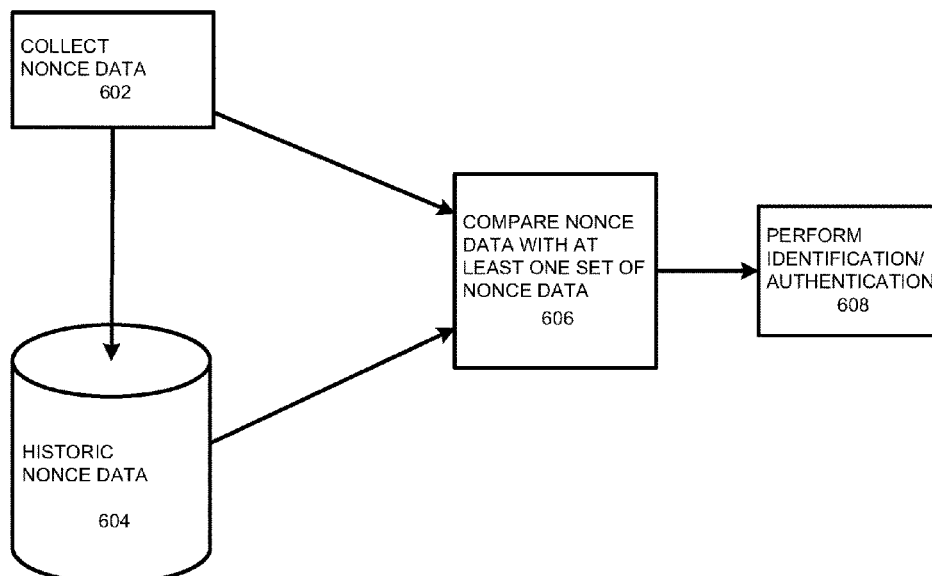 COLLECT
NONCE DATA
602
COMPARE NONCE
DATA WITH AT
LEAST ONE SET OF
NONCE DATA
606
PERFORM
IDENTIFICATION/
AUTHENTICATION
608
HISTORIC
NONCE DATA
604